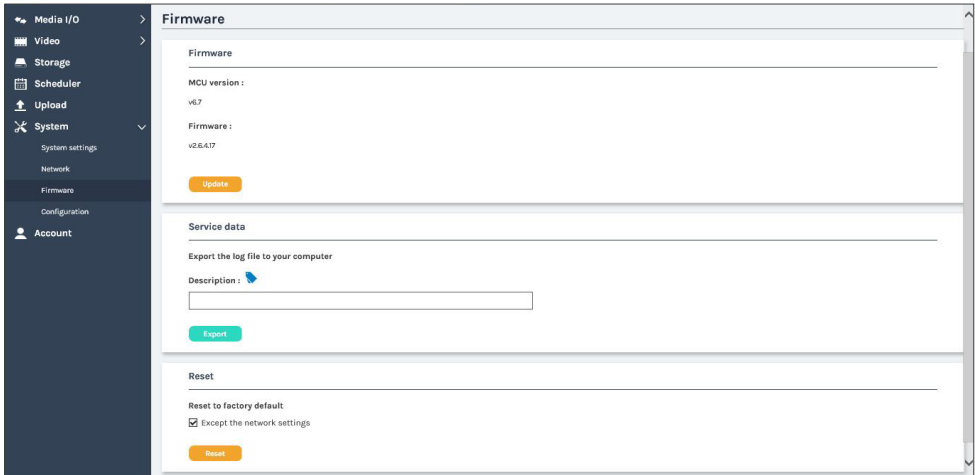 Media I/O
Video
Storage
Scheduler
Upload
System
System settings
Network
Firmware
Configuration
Account
Firmware
Firmware
MCU version :
v6.7
Firmware :
v2.6.4.17
Update
Service data
Export the log file to your computer
Description :
Export
Reset
Reset to factory default
Except the network settings
Reset